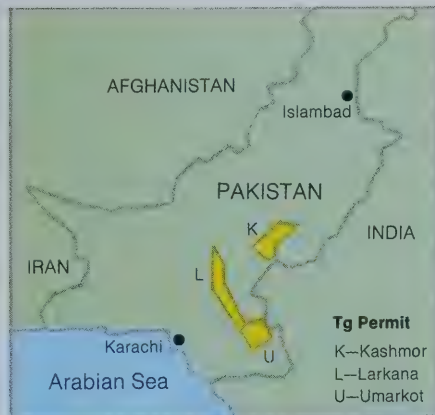 AFGHANISTAN
Islambad
PAKISTAN
K
INDIA
IRAN
L
Tg Permit
K—Kashmor
Karachi
L—Larkana
U
Arabian Sea
U—Umarkot